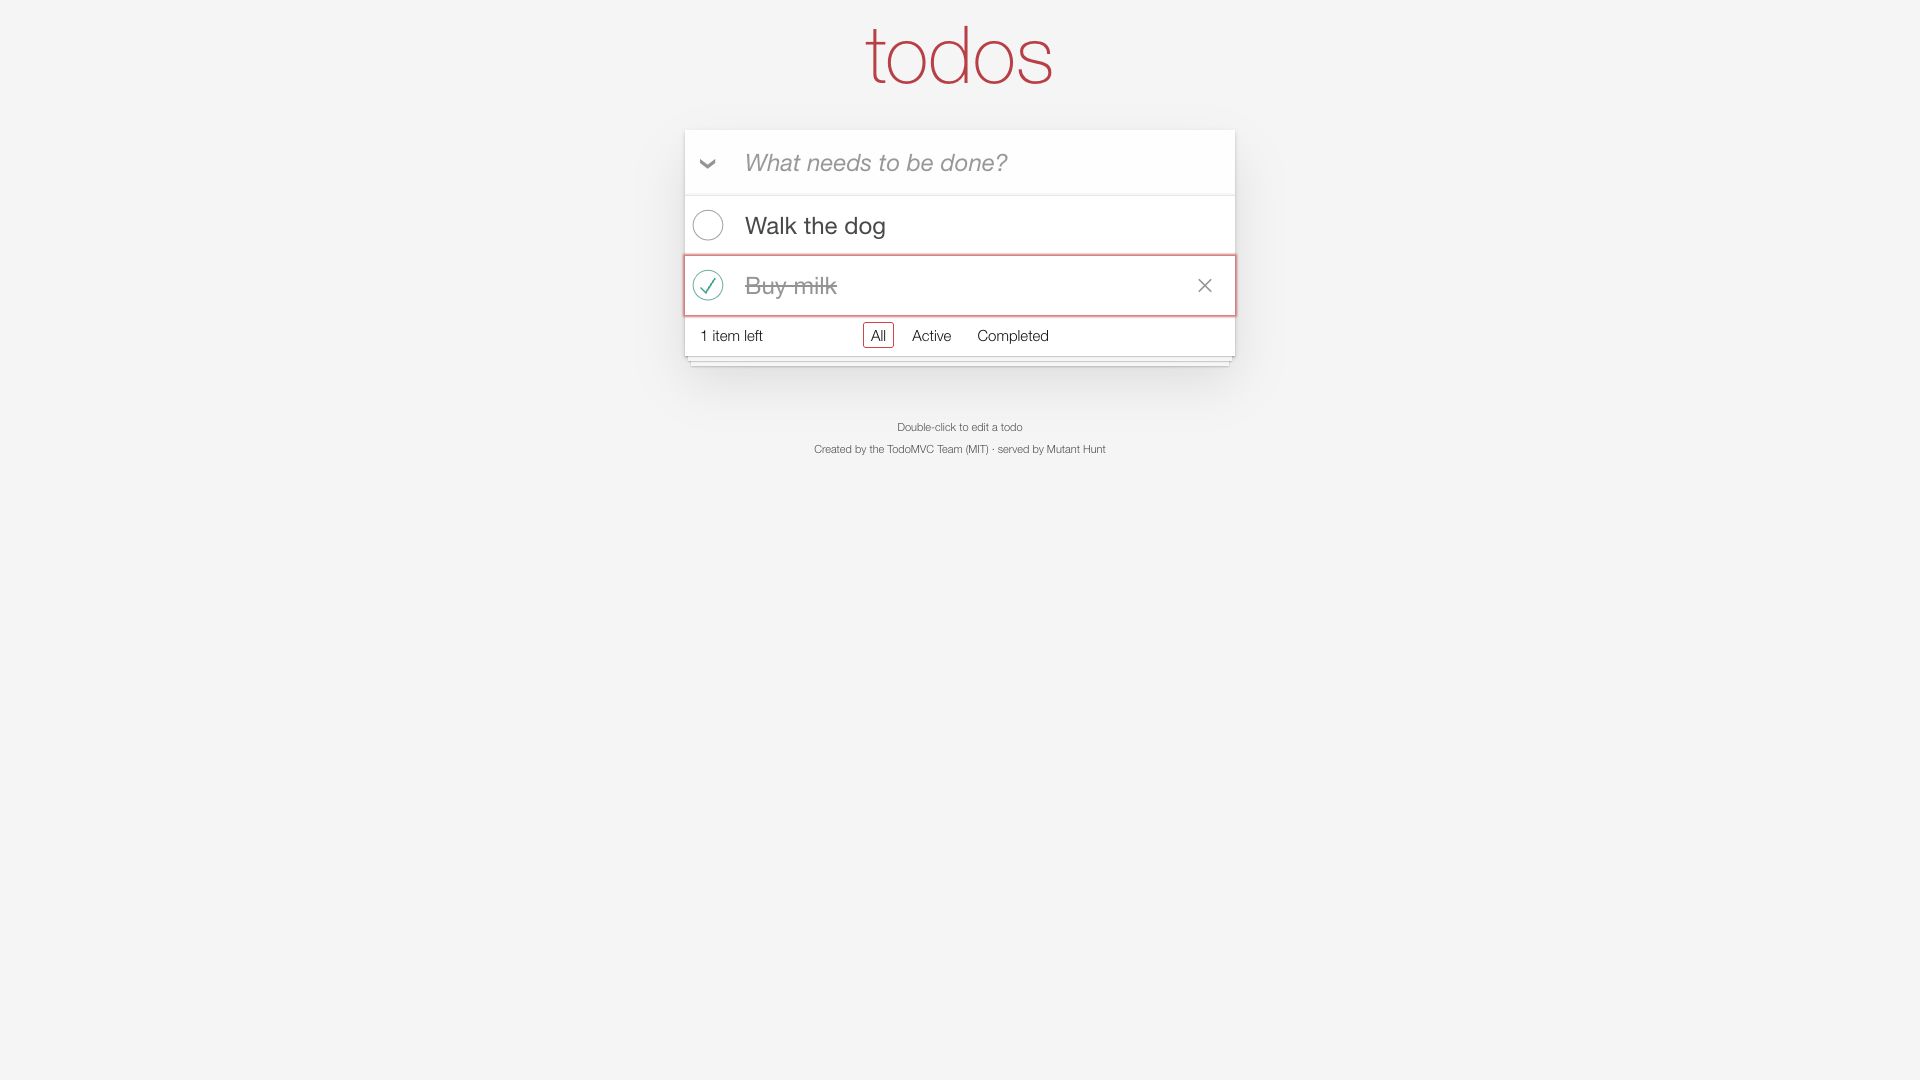 todos
What needs to be done?
Walk the dog
Buy milk
1 item left All Active Completed
Double-click to edit a todo
Created by the TodoMVC Team (MIT) · served by Mutant Hunt